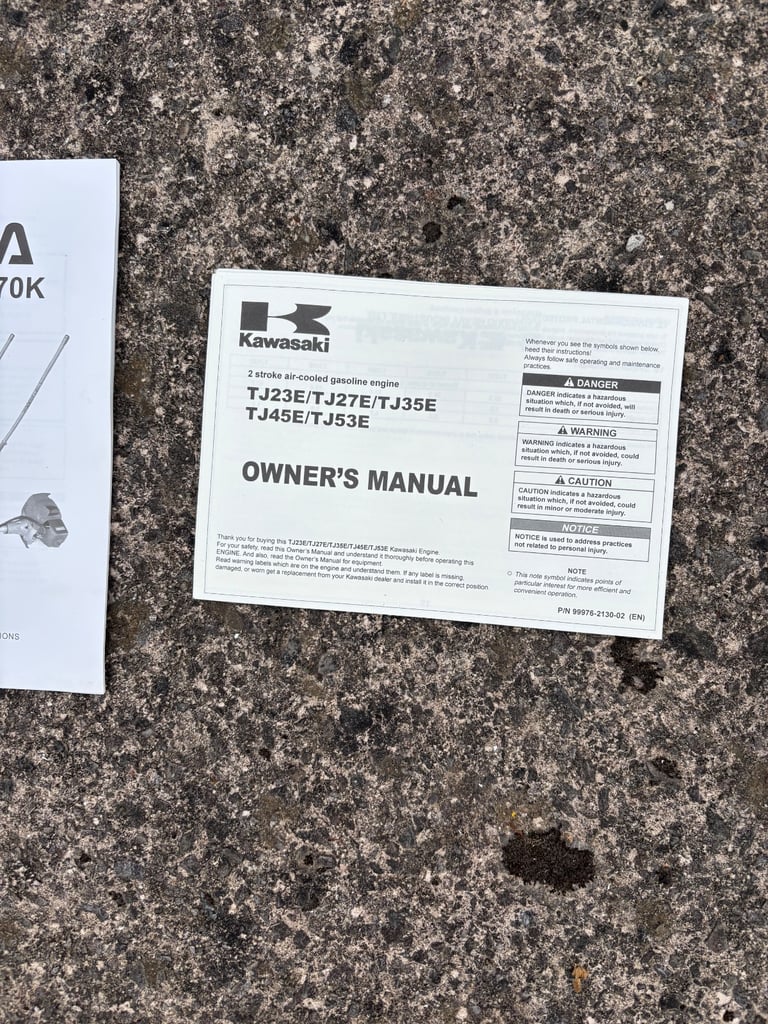 A
70K
IONS
Kawasaki
2 stroke air-cooled gasoline engine
TJ23E/TJ27E/TJ35E
TJ45E/TJ53E
OWNER'S MANUAL
Thank you for buying this TJ23E/TJ27E/TJ35E/TJ45E/TJ53E Kawasaki Engine.
For your safety, read this Owner's Manual and understand it thoroughly before operating this
ENGINE. And also, read the Owner's Manual for equipment.
Read warning labels which are on the engine and understand them. If any label is missing,
damaged, or worn get a replacement from your Kawasaki dealer and install it in the correct position.
Whenever you see the symbols shown below,
heed their instructions!
Always follow safe operating and maintenance
practices.
DANGER
DANGER indicates a hazardous
situation which, if not avoided, will
result in death or serious injury.
WARNING
WARNING indicates a hazardous
situation which, if not avoided, could
result in death or serious injury.
CAUTION
CAUTION indicates a hazardous
situation which, if not avoided, could
result in minor or moderate injury.
NOTICE
NOTICE is used to address practices
not related to personal injury.
NOTE
○ This note symbol indicates points of
particular interest for more efficient and
convenient operation.
P/N 99976-2130-02 (EN)